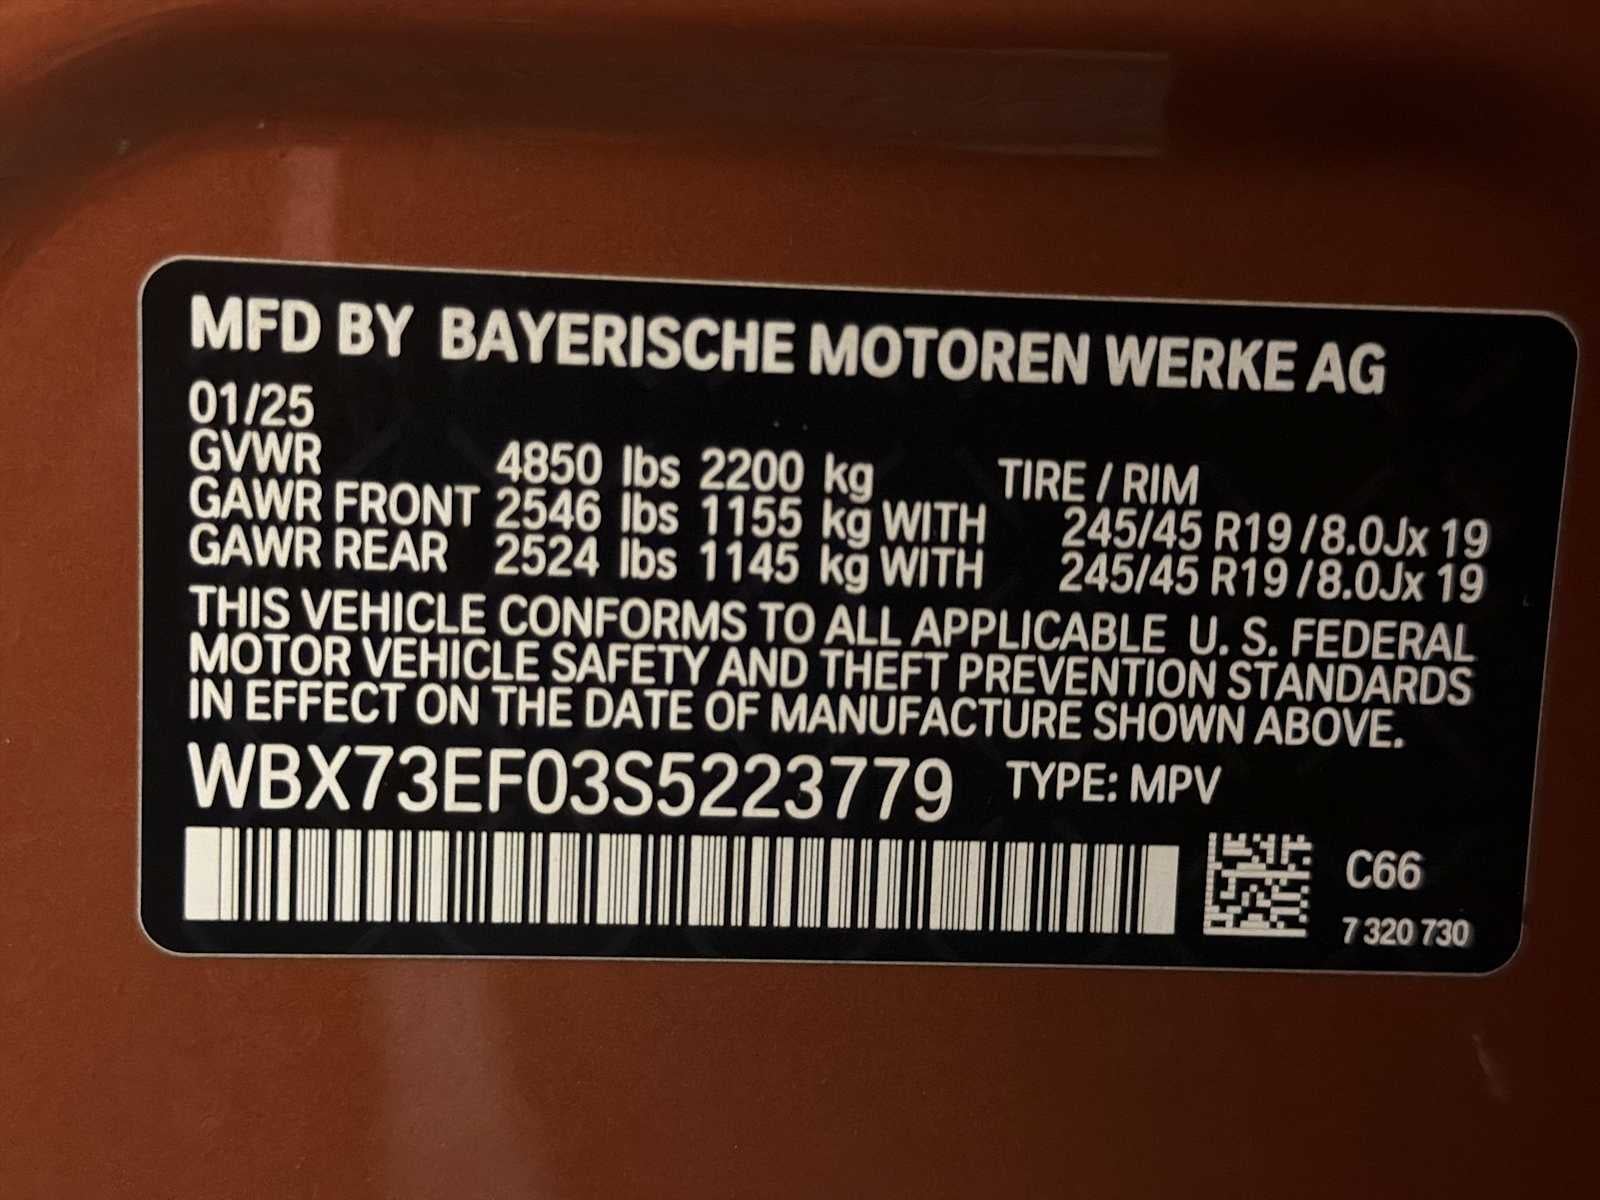 MFD BY BAYERISCHE MOTOREN WERKE AG
01/25
GVWR 4850 lbs 2200 kg TIRE / RIM
GAWR FRONT 2546 lbs 1155 kg WITH 245/45 R19 / 8.0Jx 19
GAWR REAR 2524 lbs 1145 kg WITH 245/45 R19 / 8.0Jx 19
THIS VEHICLE CONFORMS TO ALL APPLICABLE U. S. FEDERAL
MOTOR VEHICLE SAFETY AND THEFT PREVENTION STANDARDS
IN EFFECT ON THE DATE OF MANUFACTURE SHOWN ABOVE.
WBX73EF03S5223779 TYPE: MPV
C66
7 320 730